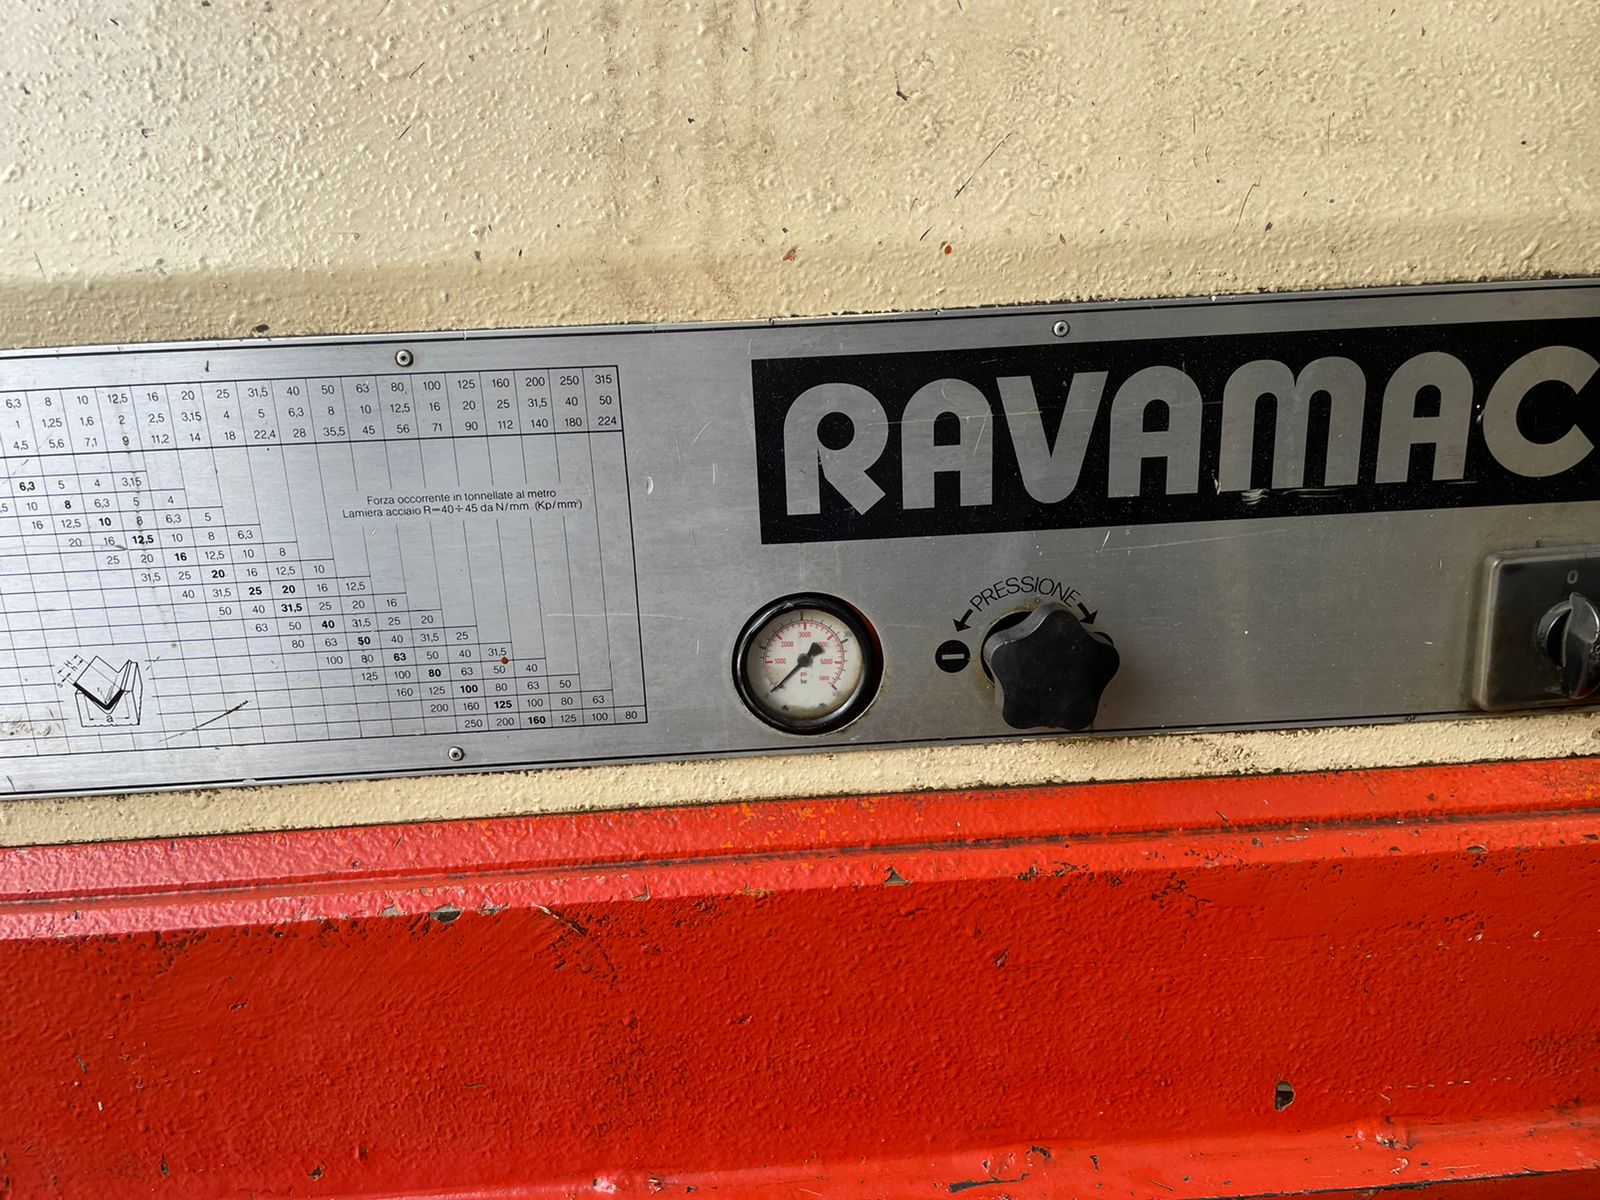 6,3 8 10 12,5 16 20 25 31,5 40 50 63 80 100 125 160 200 250 315
1 1,25 1,6 2 2,5 3,15 4 5 6,3 8 10 12,5 16 20 25 31,5 40 50
4,5 5,6 7,1 9 11,2 14 18 22,4 28 35,5 45 56 71 90 112 140 180 224
6,3 5 4 3,15
10 8 6,3 5 4
16 12,5 10 8 6,3 5
20 16 12,5 10 8 6,3
25 20 16 12,5 10 8
31,5 25 20 16 12,5 10
40 31,5 25 20 16 12,5
50 40 31,5 25 20 16
63 50 40 31,5 25 20
80 63 50 40 31,5 25
100 80 63 50 40 31,5
125 100 80 63 50 40
160 125 100 80 63 50
200 160 125 100 80 63
250 200 160 125 100 80
Forza occorrente in tonnellate al metro
Lamiera acciaio R=40÷45 da N/mm (Kp/mm²)
a
RAVAMAC
PRESSIONE
1000 3000 5000
psi
bar
0